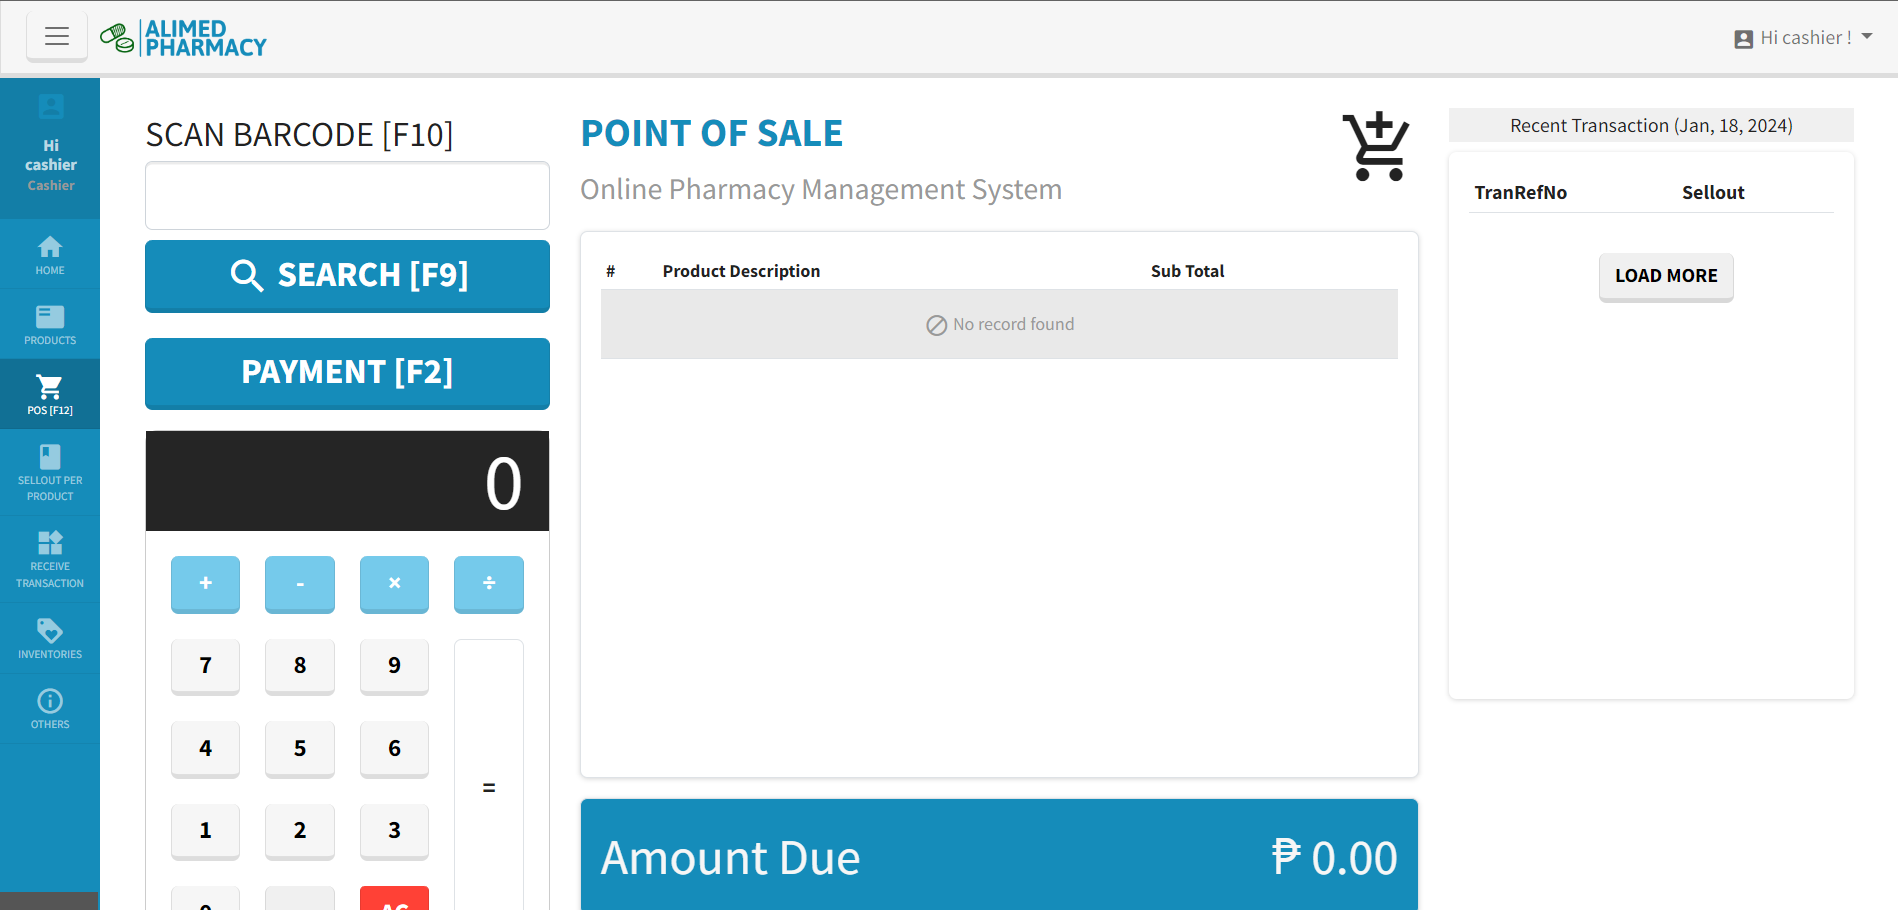 ALIMED
PHARMACY
Hi cashier !
Hi
cashier
Cashier
HOME
PRODUCTS
POS [F12]
SELLOUT PER
PRODUCT
RECEIVE
TRANSACTION
INVENTORIES
OTHERS
SCAN BARCODE [F10]
SEARCH [F9]
PAYMENT [F2]
0
+ - × ÷
7 8 9
4 5 6
=
1 2 3
POINT OF SALE
Online Pharmacy Management System
# Product Description Sub Total
No record found
Amount Due ₱ 0.00
Recent Transaction (Jan, 18, 2024)
TranRefNo Sellout
LOAD MORE